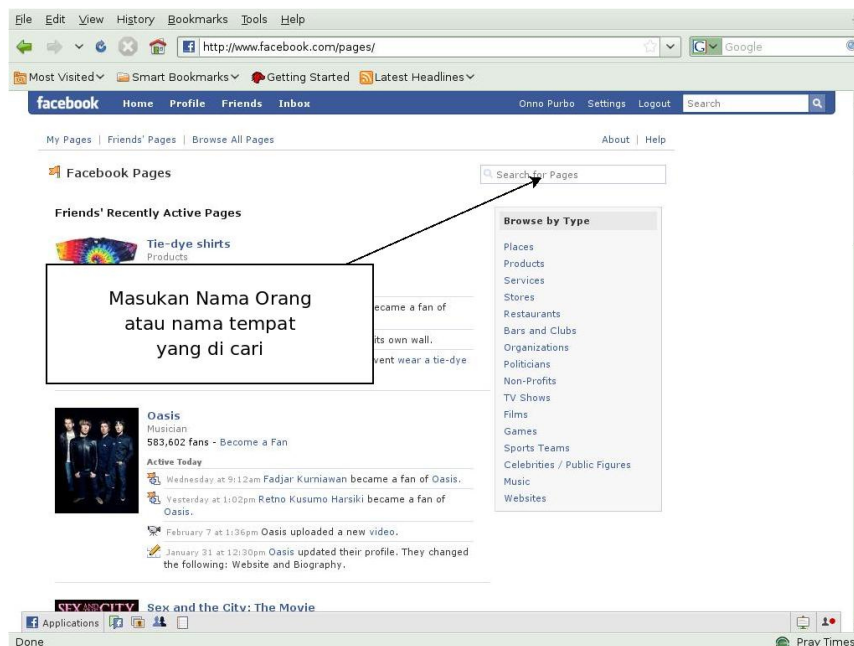 File Edit View History Bookmarks Tools Help
http://www.facebook.com/pages/
Google
Most Visited Smart Bookmarks Getting Started Latest Headlines
facebook Home Profile Friends Inbox Onno Purbo Settings Logout Search
My Pages | Friends' Pages | Browse All Pages About | Help
Facebook Pages
Search for Pages
Friends' Recently Active Pages
Tie-dye shirts
Products
Masukan Nama Orang
atau nama tempat
yang di cari
became a fan of
its own wall.
wear a tie-dye
Oasis
Musician
583,602 fans - Become a Fan
Active Today
Wednesday at 9:12am Fadjar Kurniawan became a fan of Oasis.
Yesterday at 1:02pm Retno Kusumo Harsiki became a fan of
Oasis.
February 7 at 1:36pm Oasis uploaded a new video.
January 31 at 12:30pm Oasis updated their profile. They changed
the following: Website and Biography.
SEX AND CITY Sex and the City: The Movie
Browse by Type
Places
Products
Services
Stores
Restaurants
Bars and Clubs
Organizations
Politicians
Non-Profits
TV Shows
Films
Games
Sports Teams
Celebrities / Public Figures
Music
Websites
Applications
Done Pray Times